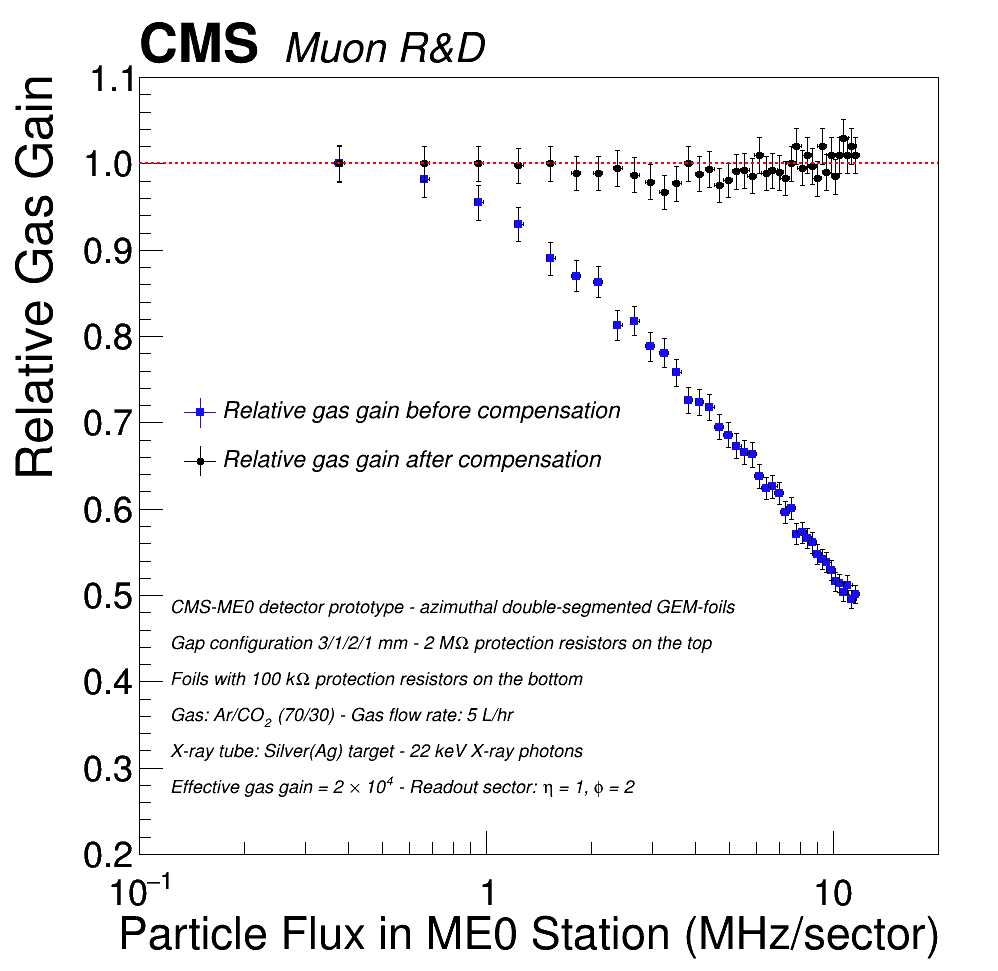 CMS Muon R&D
Relative Gas Gain
1.1
1.0
0.9
0.8
0.7
0.6
0.5
0.4
0.3
0.2
Relative gas gain before compensation
Relative gas gain after compensation
CMS-ME0 detector prototype - azimuthal double-segmented GEM-foils
Gap configuration 3/1/2/1 mm - 2 MΩ protection resistors on the top
Foils with 100 kΩ protection resistors on the bottom
Gas: Ar/CO₂ (70/30) - Gas flow rate: 5 L/hr
X-ray tube: Silver(Ag) target - 22 keV X-ray photons
Effective gas gain = 2 × 10⁴ - Readout sector: η = 1, ϕ = 2
10⁻¹ 1 10
Particle Flux in ME0 Station (MHz/sector)